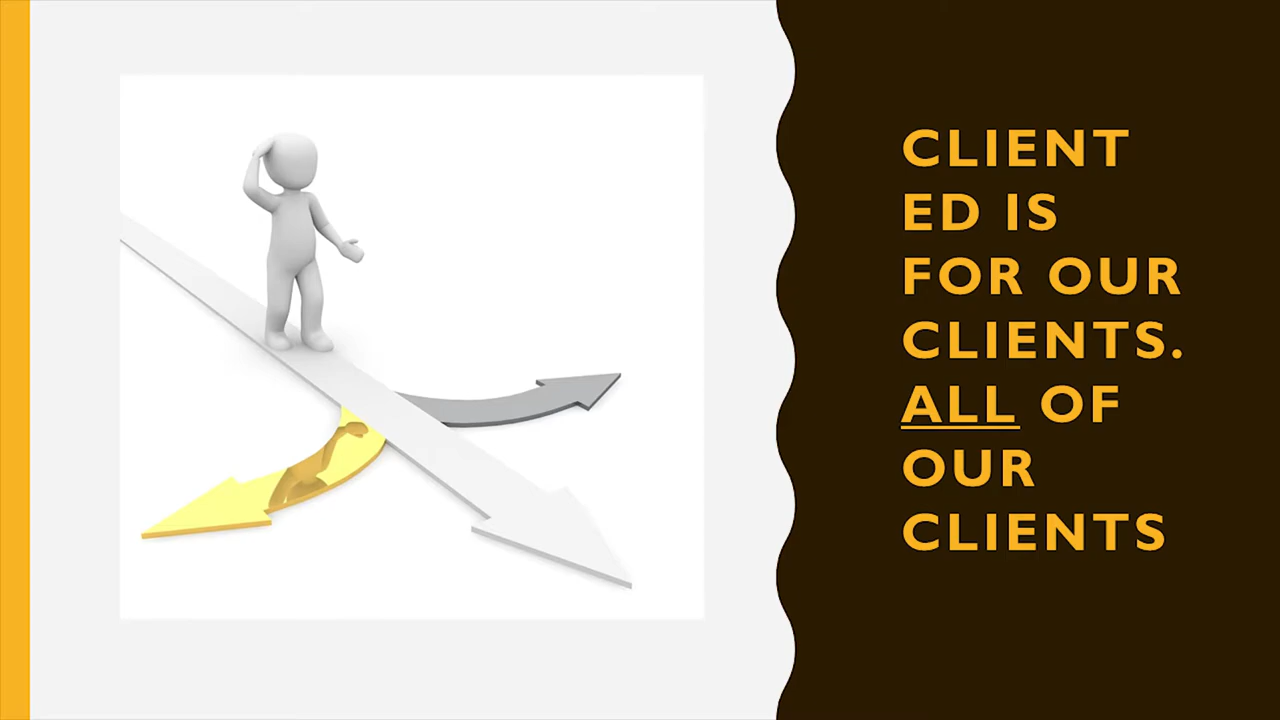 CLIENT
ED IS
FOR OUR
CLIENTS.
ALL OF
OUR
CLIENTS